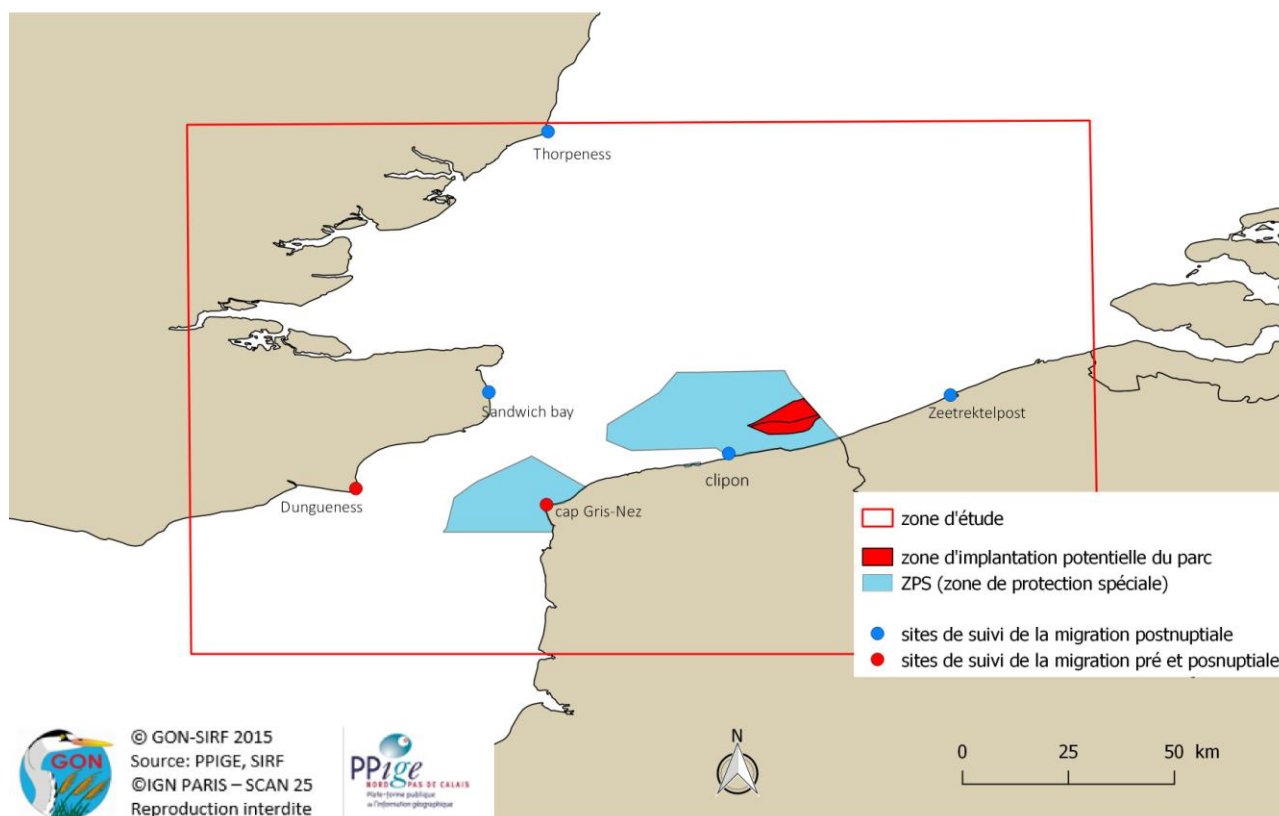 Thorpeness
Sandwich bay
Zeetrektelpost
clipon
Dungueness
cap Gris-Nez
zone d'étude
zone d'implantation potentielle du parc
ZPS (zone de protection spéciale)
sites de suivi de la migration postnuptiale
sites de suivi de la migration pré et posnuptiale
GON
© GON-SIRF 2015
Source: PPIGE, SIRF
©IGN PARIS – SCAN 25
Reproduction interdite
PPige
NORD PAS DE CALAIS
Plate-forme publique
de l'information géographique
N
0 25 50 km